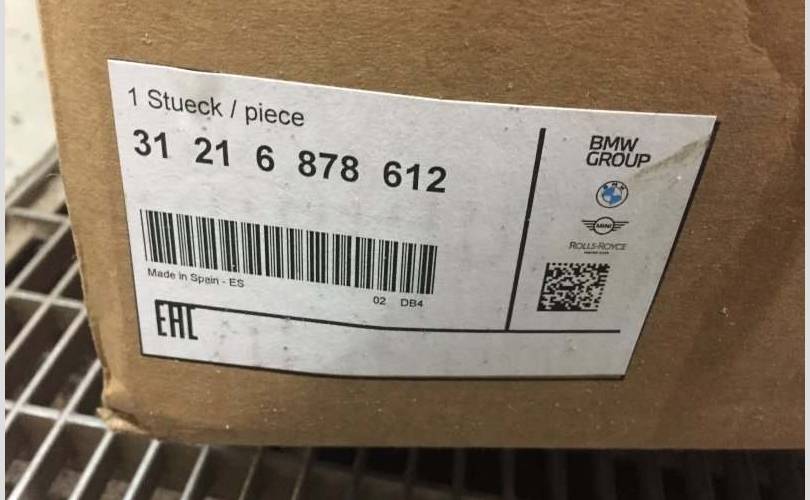 1 Stueck / piece
31 21 6 878 612
Made in Spain - ES
02 DB4
EAC
BMW
GROUP
MINI
ROLLS-ROYCE